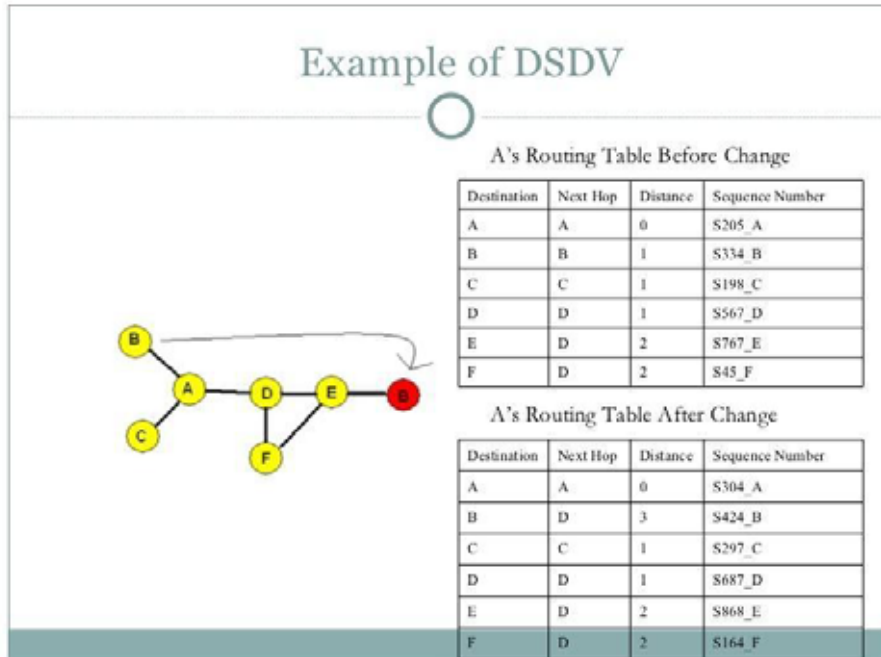 Example of DSDV
A's Routing Table Before Change
Destination Next Hop Distance Sequence Number
A A 0 S205_A
B B 1 S334_B
C C 1 S198_C
D D 1 S567_D
E D 2 S767_E
F D 2 S45_F
B
A
D
E
B
C
F
A's Routing Table After Change
Destination Next Hop Distance Sequence Number
A A 0 S304_A
B D 3 S424_B
C C 1 S297_C
D D 1 S687_D
E D 2 S868_E
F D 2 S164_F